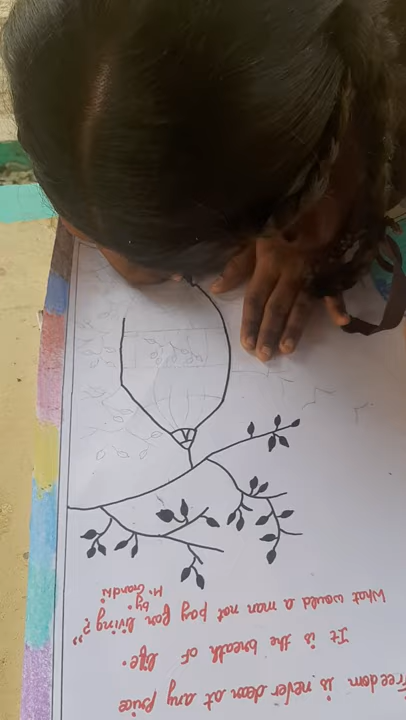 Freedom is never dear at any price
It is the breath of life.
What would a man not pay for living?"
by:
M. Gandhi